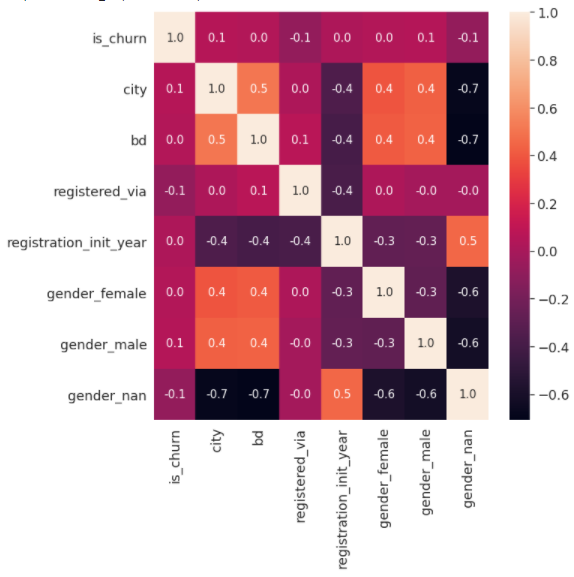 is_churn 1.0 0.1 0.0 -0.1 0.0 0.0 0.1 -0.1
city 0.1 1.0 0.5 0.0 -0.4 0.4 0.4 -0.7
bd 0.0 0.5 1.0 0.1 -0.4 0.4 0.4 -0.7
registered_via -0.1 0.0 0.1 1.0 -0.4 0.0 -0.0 -0.0
registration_init_year 0.0 -0.4 -0.4 -0.4 1.0 -0.3 -0.3 0.5
gender_female 0.0 0.4 0.4 0.0 -0.3 1.0 -0.3 -0.6
gender_male 0.1 0.4 0.4 -0.0 -0.3 -0.3 1.0 -0.6
gender_nan -0.1 -0.7 -0.7 -0.0 0.5 -0.6 -0.6 1.0
is_churn
city
bd
registered_via
registration_init_year
gender_female
gender_male
gender_nan
1.0
0.8
0.6
0.4
0.2
0.0
−0.2
−0.4
−0.6